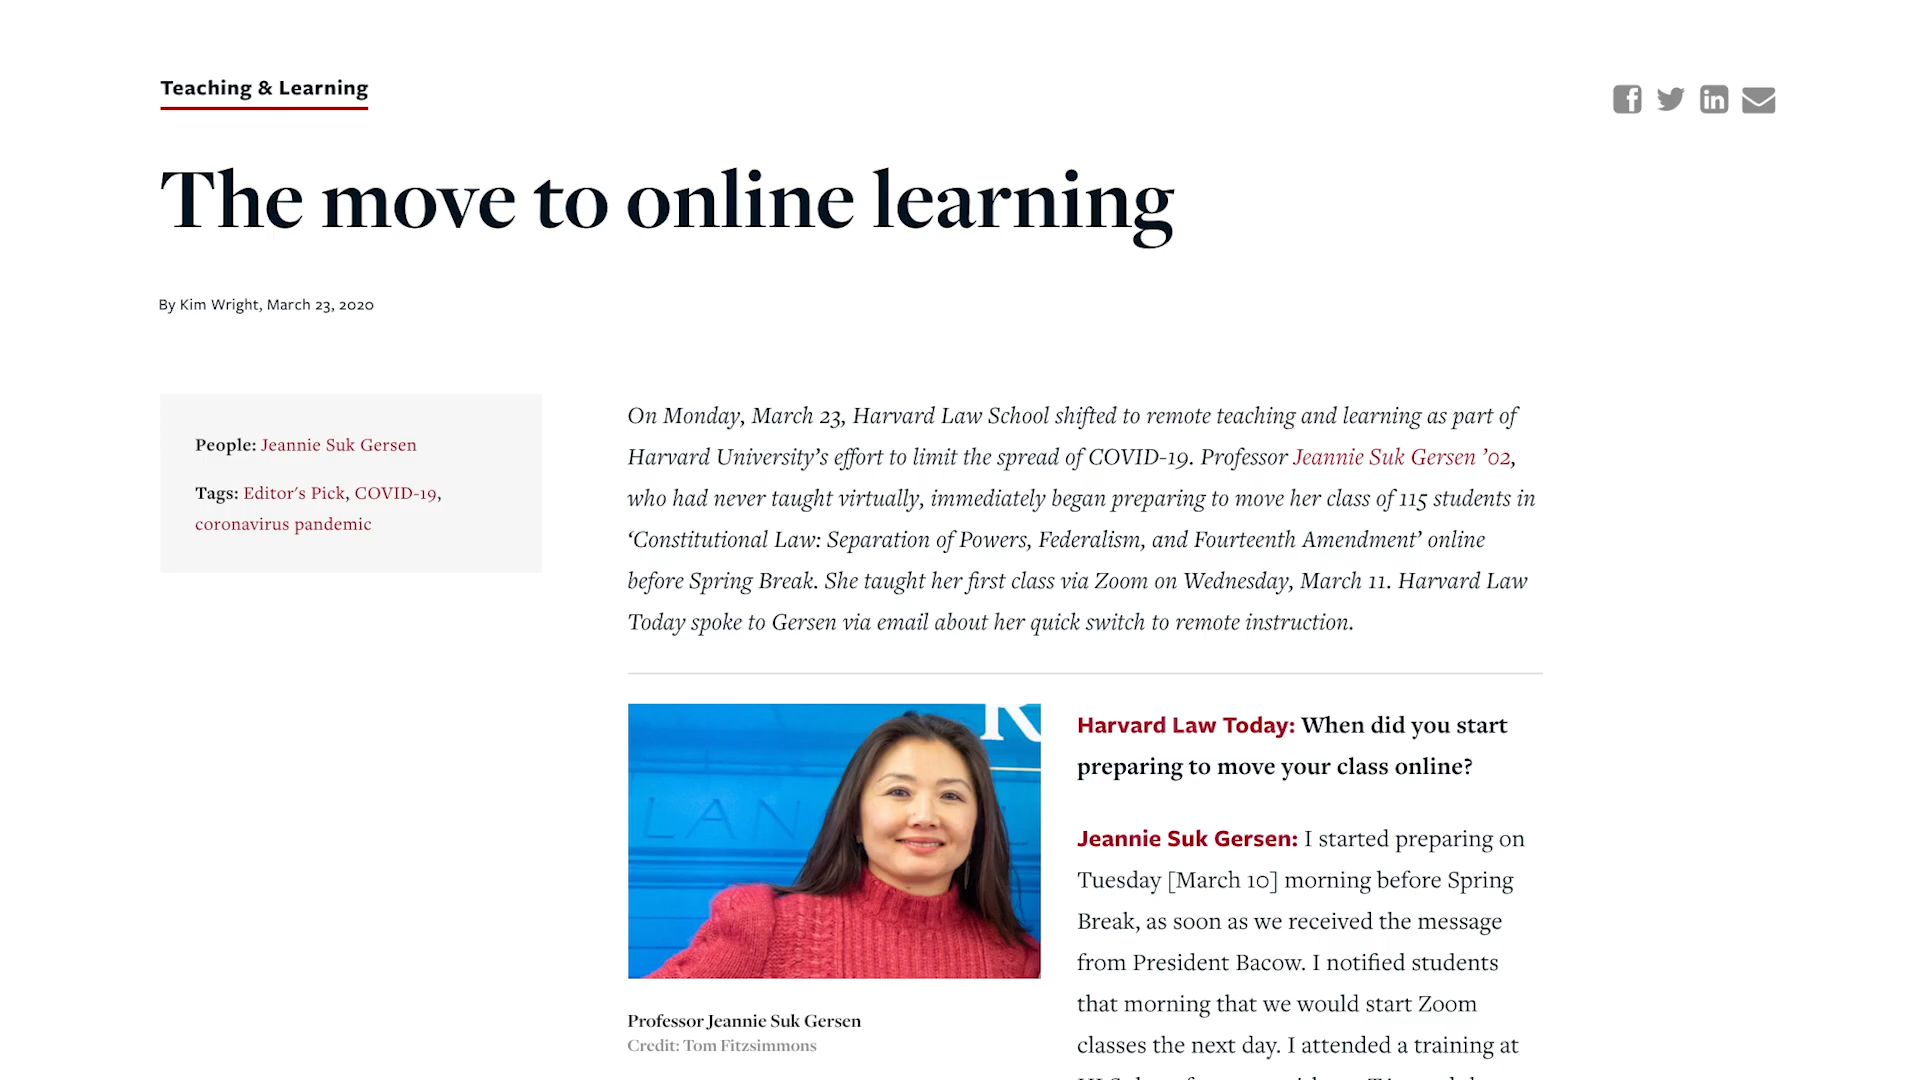 Teaching & Learning
The move to online learning
By Kim Wright, March 23, 2020
People: Jeannie Suk Gersen
Tags: Editor's Pick, COVID-19,
coronavirus pandemic
On Monday, March 23, Harvard Law School shifted to remote teaching and learning as part of
Harvard University’s effort to limit the spread of COVID-19. Professor Jeannie Suk Gersen ’02,
who had never taught virtually, immediately began preparing to move her class of 115 students in
‘Constitutional Law: Separation of Powers, Federalism, and Fourteenth Amendment’ online
before Spring Break. She taught her first class via Zoom on Wednesday, March 11. Harvard Law
Today spoke to Gersen via email about her quick switch to remote instruction.
LAN
Professor Jeannie Suk Gersen
Credit: Tom Fitzsimmons
Harvard Law Today: When did you start
preparing to move your class online?
Jeannie Suk Gersen: I started preparing on
Tuesday [March 10] morning before Spring
Break, as soon as we received the message
from President Bacow. I notified students
that morning that we would start Zoom
classes the next day. I attended a training at